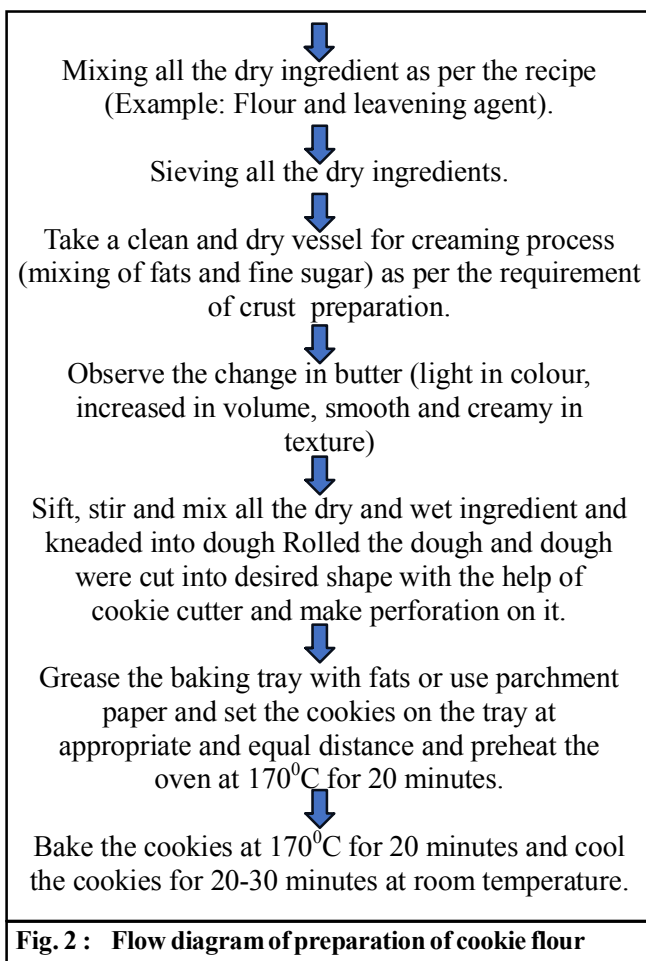 Mixing all the dry ingredient as per the recipe
(Example: Flour and leavening agent).
Sieving all the dry ingredients.
Take a clean and dry vessel for creaming process
(mixing of fats and fine sugar) as per the requirement
of crust preparation.
Observe the change in butter (light in colour,
increased in volume, smooth and creamy in
texture)
Sift, stir and mix all the dry and wet ingredient and
kneaded into dough Rolled the dough and dough
were cut into desired shape with the help of
cookie cutter and make perforation on it.
Grease the baking tray with fats or use parchment
paper and set the cookies on the tray at
appropriate and equal distance and preheat the
oven at 170⁰C for 20 minutes.
Bake the cookies at 170⁰C for 20 minutes and cool
the cookies for 20-30 minutes at room temperature.
Fig. 2 : Flow diagram of preparation of cookie flour